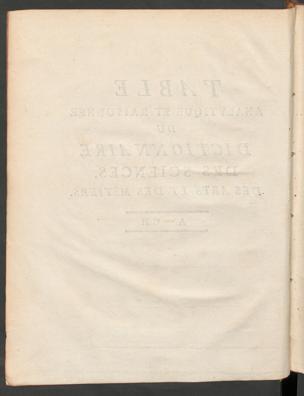 TABLE
ANALYTIQUE ET RAISONNÉE
DU
DICTIONNAIRE
DES SCIENCES,
DES ARTS ET DES MÉTIERS.